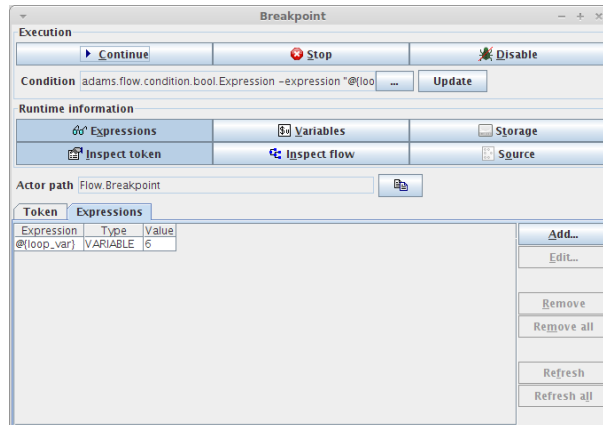 Breakpoint
Execution
Continue Stop Disable
Condition adams.flow.condition.bool.Expression -expression "@{loo ... Update
Runtime information
Expressions Variables Storage
Inspect token Inspect flow Source
Actor path Flow.Breakpoint
Token Expressions
Expression Type Value
@{loop_var} VARIABLE 6
Add...
Edit...
Remove
Remove all
Refresh
Refresh all